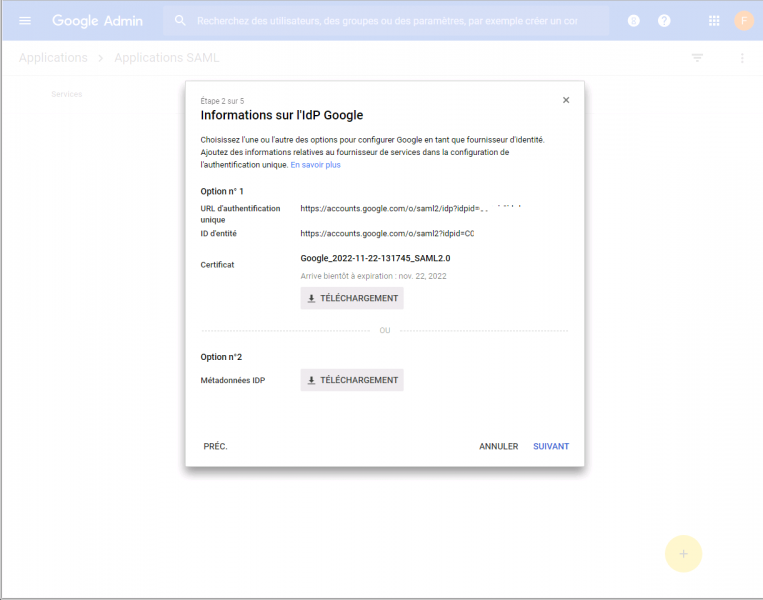 Google Admin
Recherchez des utilisateurs, des groupes ou des paramètres, par exemple créer un cor
8
?
F
Applications > Applications SAML
Services
Étape 2 sur 5
Informations sur l'IdP Google
Choisissez l'une ou l'autre des options pour configurer Google en tant que fournisseur d'identité.
Ajoutez des informations relatives au fournisseur de services dans la configuration de
l'authentification unique. En savoir plus
Option n° 1
URL d'authentification
unique
https://accounts.google.com/o/saml2/idp?idpid=
ID d'entité
https://accounts.google.com/o/saml2?idpid=C0
Certificat
Google_2022-11-22-131745_SAML2.0
Arrive bientôt à expiration : nov. 22, 2022
TÉLÉCHARGEMENT
OU
Option n°2
Métadonnées IDP
TÉLÉCHARGEMENT
PRÉC.
ANNULER
SUIVANT